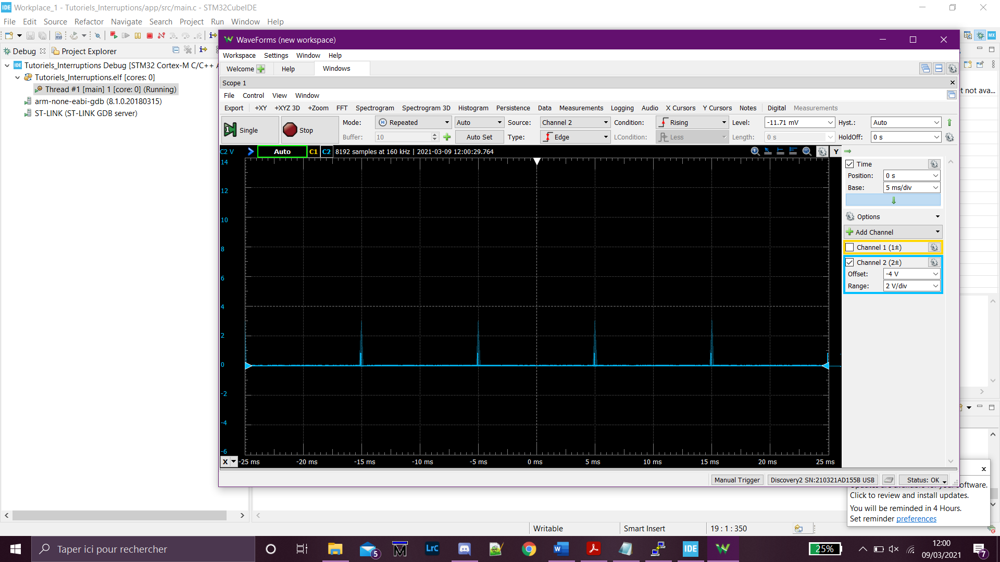 IDE Workplace_1 - Tutoriels_Interruptions/app/src/main.c - STM32CubeIDE
File Edit Source Refactor Navigate Search Project Run Window Help
Debug Project Explorer
IDE Tutoriels_Interruptions Debug [STM32 Cortex-M C/C++
Tutoriels_Interruptions.elf [cores: 0]
Thread #1 [main] 1 [core: 0] (Running)
arm-none-eabi-gdb (8.1.0.20180315)
ST-LINK (ST-LINK GDB server)
MX
t not ava...
WaveForms (new workspace)
Workspace Settings Window Help
Welcome Help Windows
Scope 1
File Control View Window
Export +XY +XYZ 3D +Zoom FFT Spectrogram Spectrogram 3D Histogram Persistence Data Measurements Logging Audio X Cursors Y Cursors Notes Digital Measurements
Single Stop Mode: Repeated Auto Source: Channel 2 Condition: Rising Level: -11.71 mV Hyst.: Auto
Buffer: 10 Auto Set Type: Edge LCondition: Less Length: 0 s HoldOff: 0 s
C2 V Auto C1 C2 8192 samples at 160 kHz | 2021-03-09 12:00:29.764 Y
14
12
10
8
6
4
2
0
-2
-4
-6
X -25 ms -20 ms -15 ms -10 ms -5 ms 0 ms 5 ms 10 ms 15 ms 20 ms 25 ms
Time
Position: 0 s
Base: 5 ms/div
Options
Add Channel
Channel 1 (1±)
Channel 2 (2±)
Offset: -4 V
Range: 2 V/div
Manual Trigger Discovery2 SN:210321AD155B USB Status: OK
Click to review and install updates.
You will be reminded in 4 Hours.
Set reminder preferences
Writable Smart Insert 19 : 1 : 350
Taper ici pour rechercher
5
LrC
IDE
25%
12:00
09/03/2021
7